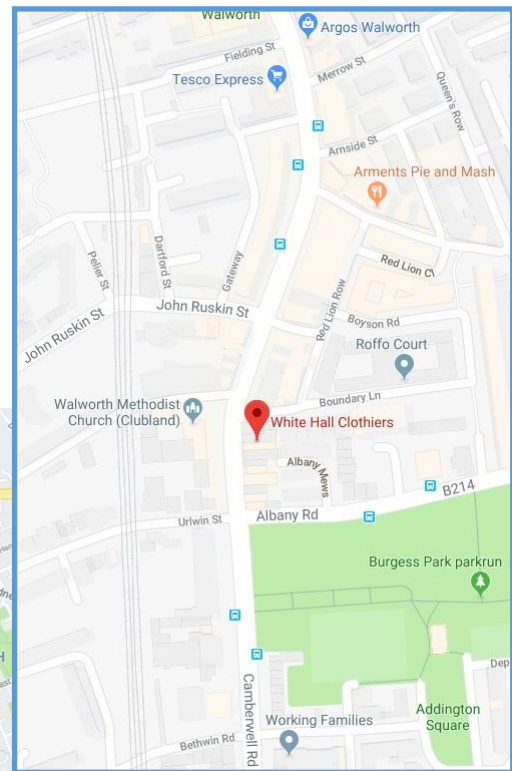 Walworth
Argos Walworth
Fielding St
Tesco Express
Merrow St
Queen's Row
Arnside St
Arments Pie and Mash
Pelier St
Dartford St
Gateway
Red Lion Cl
John Ruskin St
John Ruskin St
Red Lion Row
Boyson Rd
Roffo Court
Boundary Ln
Walworth Methodist
Church (Clubland)
White Hall Clothiers
Albany Mews
B214
Urlwin St
Albany Rd
Burgess Park parkrun
Camberwell Rd
Dep
Addington
Square
Working Families
Bethwin Rd